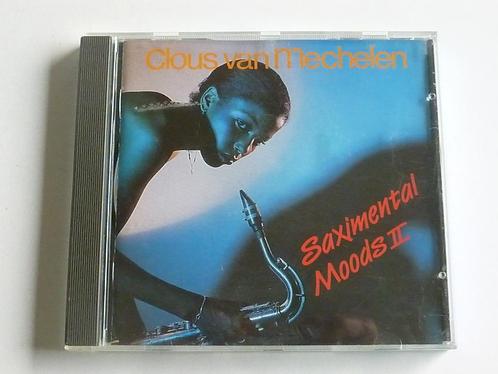 Clous van Mechelen
Saximental
Moods II